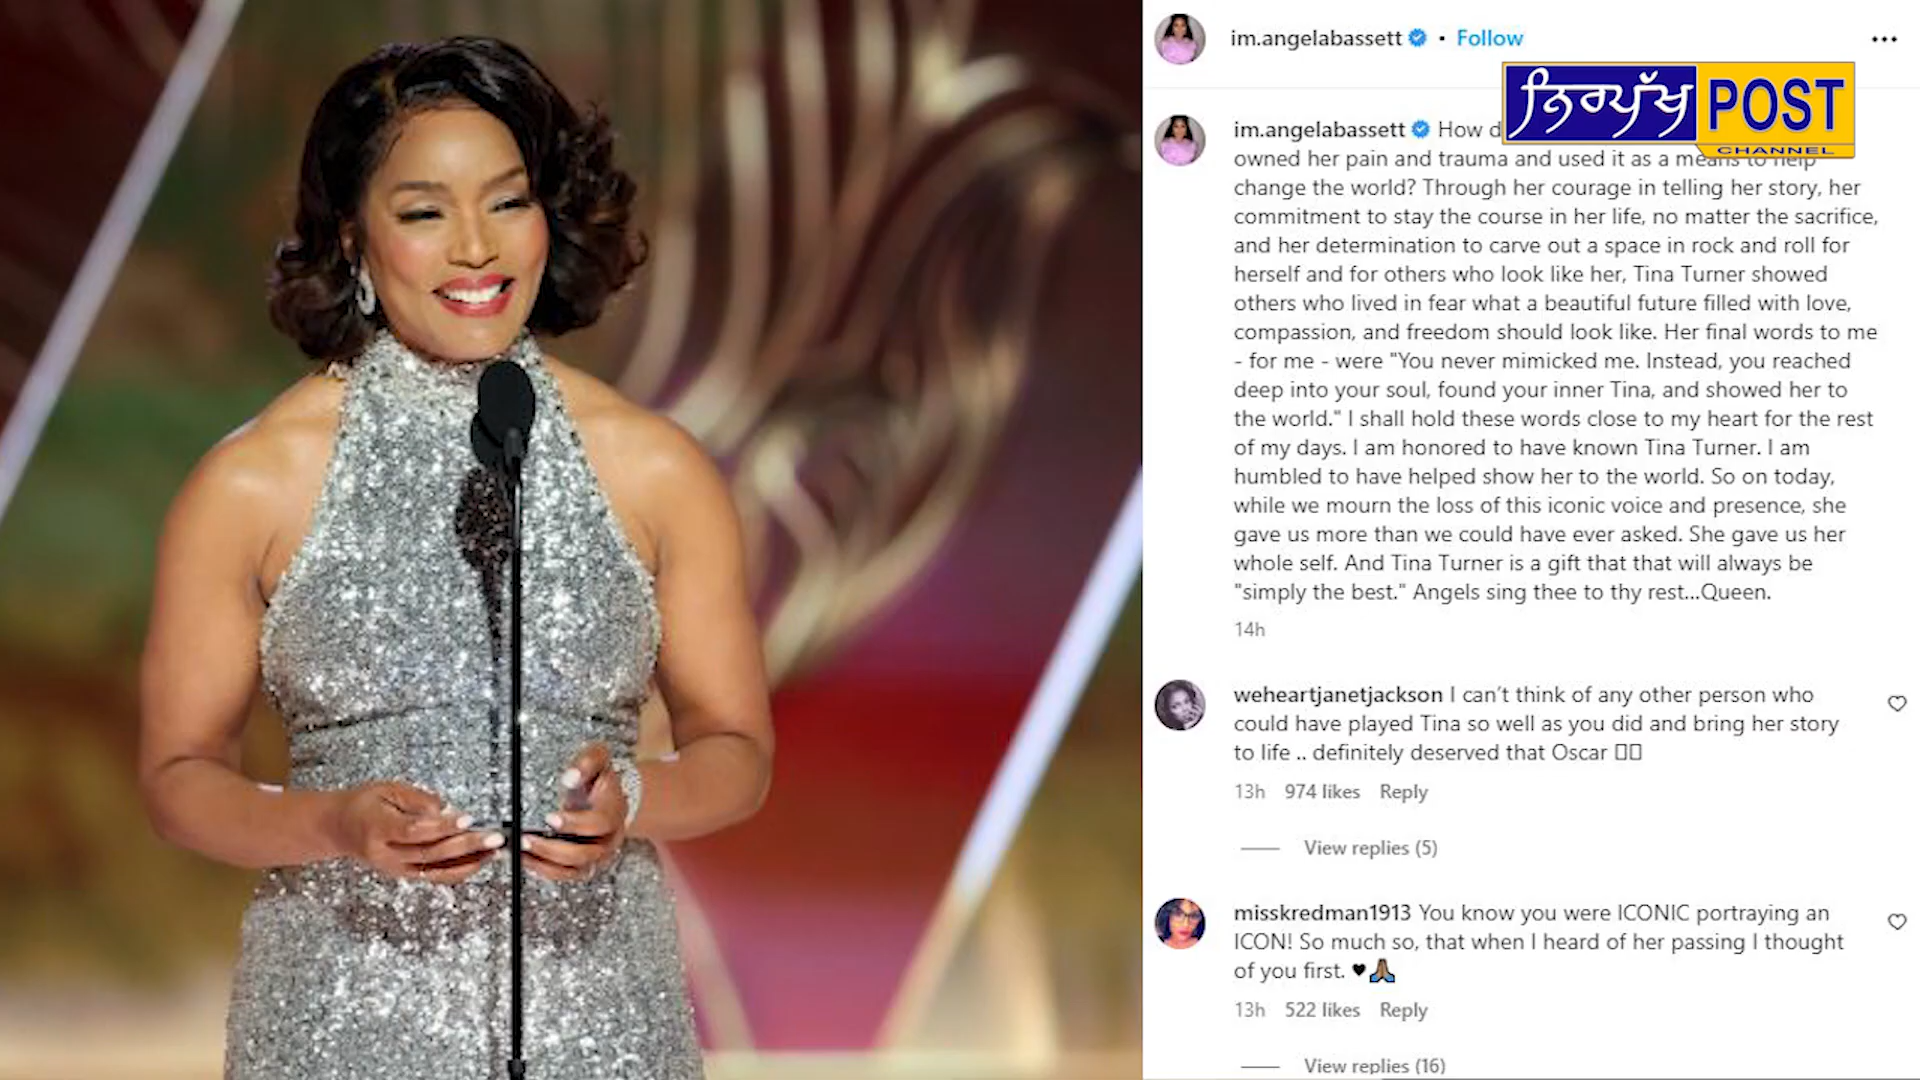 im.angelabassett • Follow
ਨਿਰਪੱਖ POST
CHANNEL
im.angelabassett How d
owned her pain and trauma and used it as a means to help
change the world? Through her courage in telling her story, her
commitment to stay the course in her life, no matter the sacrifice,
and her determination to carve out a space in rock and roll for
herself and for others who look like her, Tina Turner showed
others who lived in fear what a beautiful future filled with love,
compassion, and freedom should look like. Her final words to me
- for me - were "You never mimicked me. Instead, you reached
deep into your soul, found your inner Tina, and showed her to
the world." I shall hold these words close to my heart for the rest
of my days. I am honored to have known Tina Turner. I am
humbled to have helped show her to the world. So on today,
while we mourn the loss of this iconic voice and presence, she
gave us more than we could have ever asked. She gave us her
whole self. And Tina Turner is a gift that that will always be
"simply the best." Angels sing thee to thy rest...Queen.
14h
weheartjanetjackson I can’t think of any other person who
could have played Tina so well as you did and bring her story
to life .. definitely deserved that Oscar
13h 974 likes Reply
View replies (5)
misskredman1913 You know you were ICONIC portraying an
ICON! So much so, that when I heard of her passing I thought
of you first. ♥🙏🏾
13h 522 likes Reply
View replies (16)